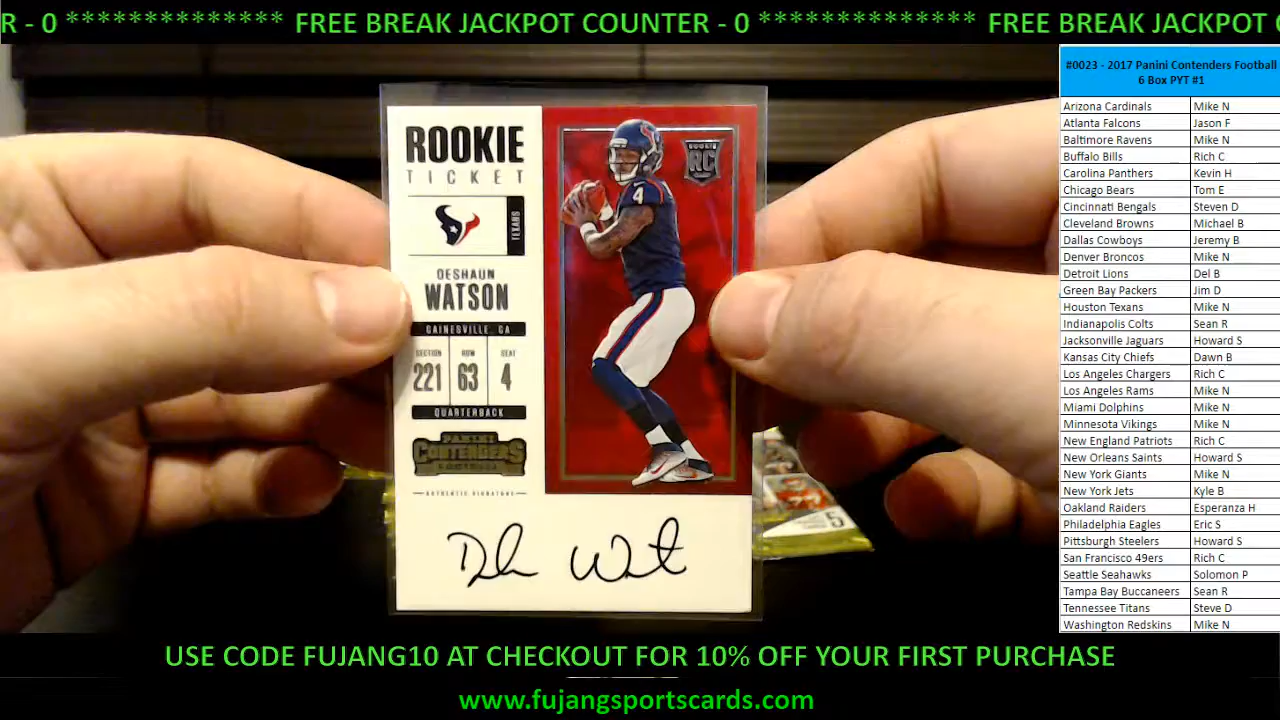 R - 0 ************** FREE BREAK JACKPOT COUNTER - 0 ************** FREE BREAK JACKPOT
#0023 - 2017 Panini Contenders Football
6 Box PYT #1
Arizona Cardinals Mike N
Atlanta Falcons Jason F
Baltimore Ravens Mike N
Buffalo Bills Rich C
Carolina Panthers Kevin H
Chicago Bears Tom E
Cincinnati Bengals Steven D
Cleveland Browns Michael B
Dallas Cowboys Jeremy B
Denver Broncos Mike N
Detroit Lions Del B
Green Bay Packers Jim D
Houston Texans Mike N
Indianapolis Colts Sean R
Jacksonville Jaguars Howard S
Kansas City Chiefs Dawn B
Los Angeles Chargers Rich C
Los Angeles Rams Mike N
Miami Dolphins Mike N
Minnesota Vikings Mike N
New England Patriots Rich C
New Orleans Saints Howard S
New York Giants Mike N
New York Jets Kyle B
Oakland Raiders Esperanza H
Philadelphia Eagles Eric S
Pittsburgh Steelers Howard S
San Francisco 49ers Rich C
Seattle Seahawks Solomon P
Tampa Bay Buccaneers Sean R
Tennessee Titans Steve D
Washington Redskins Mike N
ROOKIE
TICKET
TEXANS
DESHAUN
WATSON
GAINESVILLE, GA
SECTION ROW SEAT
221 63 4
QUARTERBACK
PANINI
CONTENDERS
FOOTBALL
AUTHENTIC SIGNATURE
ROOKIE
RC
4
5
USE CODE FUJANG10 AT CHECKOUT FOR 10% OFF YOUR FIRST PURCHASE
www.fujangsportscards.com